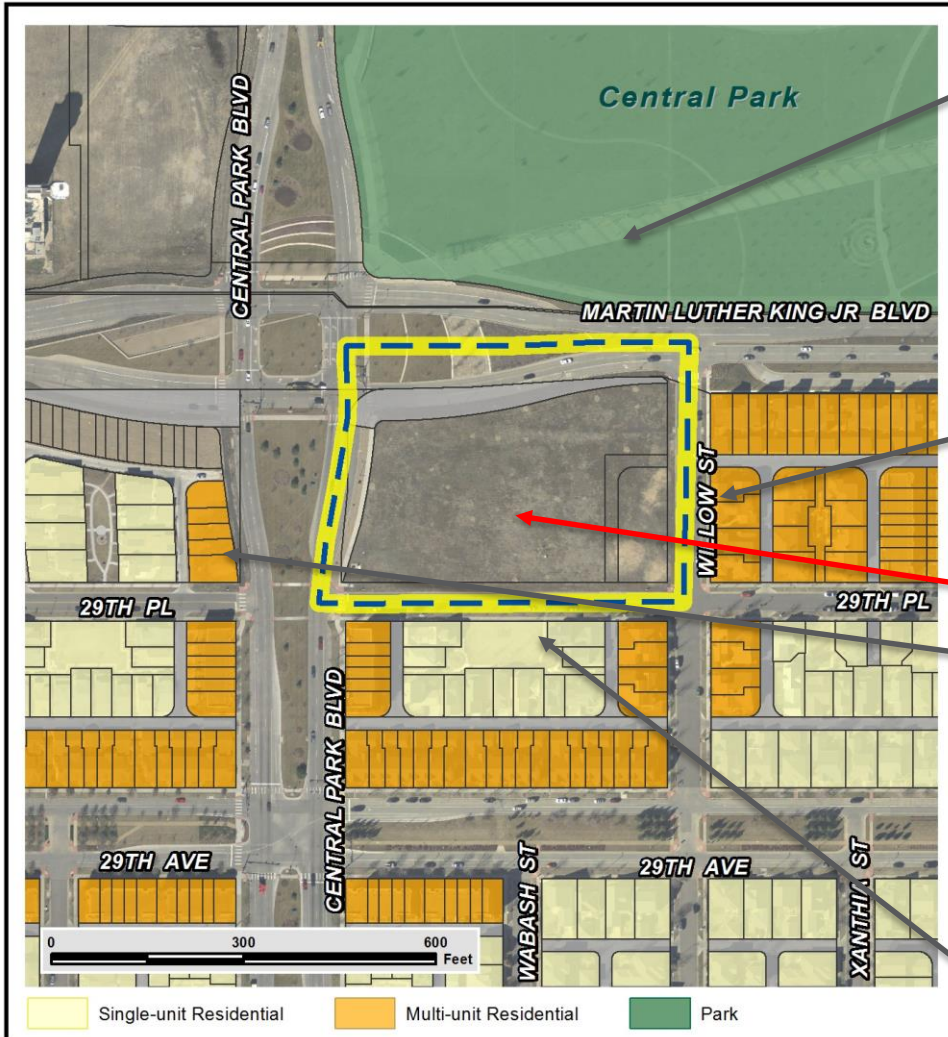 Central Park
CENTRAL PARK BLVD
MARTIN LUTHER KING JR BLVD
WILLOW ST
29TH PL
29TH PL
CENTRAL PARK BLVD
29TH AVE
WABASH ST
29TH AVE
XANTHIA ST
0 300 600
Feet
Single-unit Residential Multi-unit Residential Park